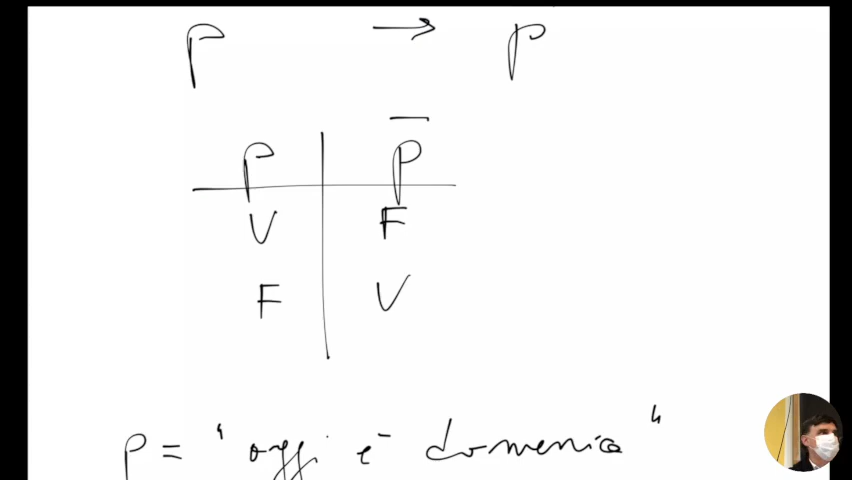 p → p
p p̅
V F
F V
p = "oggi è domenica"